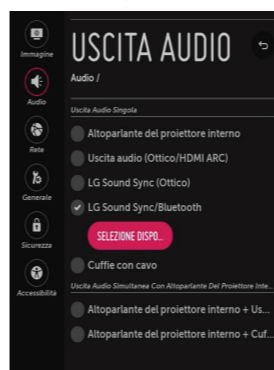 USCITA AUDIO
Immagine
Audio /
Audio
Uscita Audio Singola
Altoparlante del proiettore interno
Rete
Uscita audio (Ottico/HDMI ARC)
LG Sound Sync (Ottico)
Generale
LG Sound Sync/Bluetooth
SELEZIONE DISPO...
Sicurezza
Cuffie con cavo
Accessibilità
Uscita Audio Simultanea Con Altoparlante Del Proiettore Inte...
Altoparlante del proiettore interno + Us...
Altoparlante del proiettore interno + Cuf...